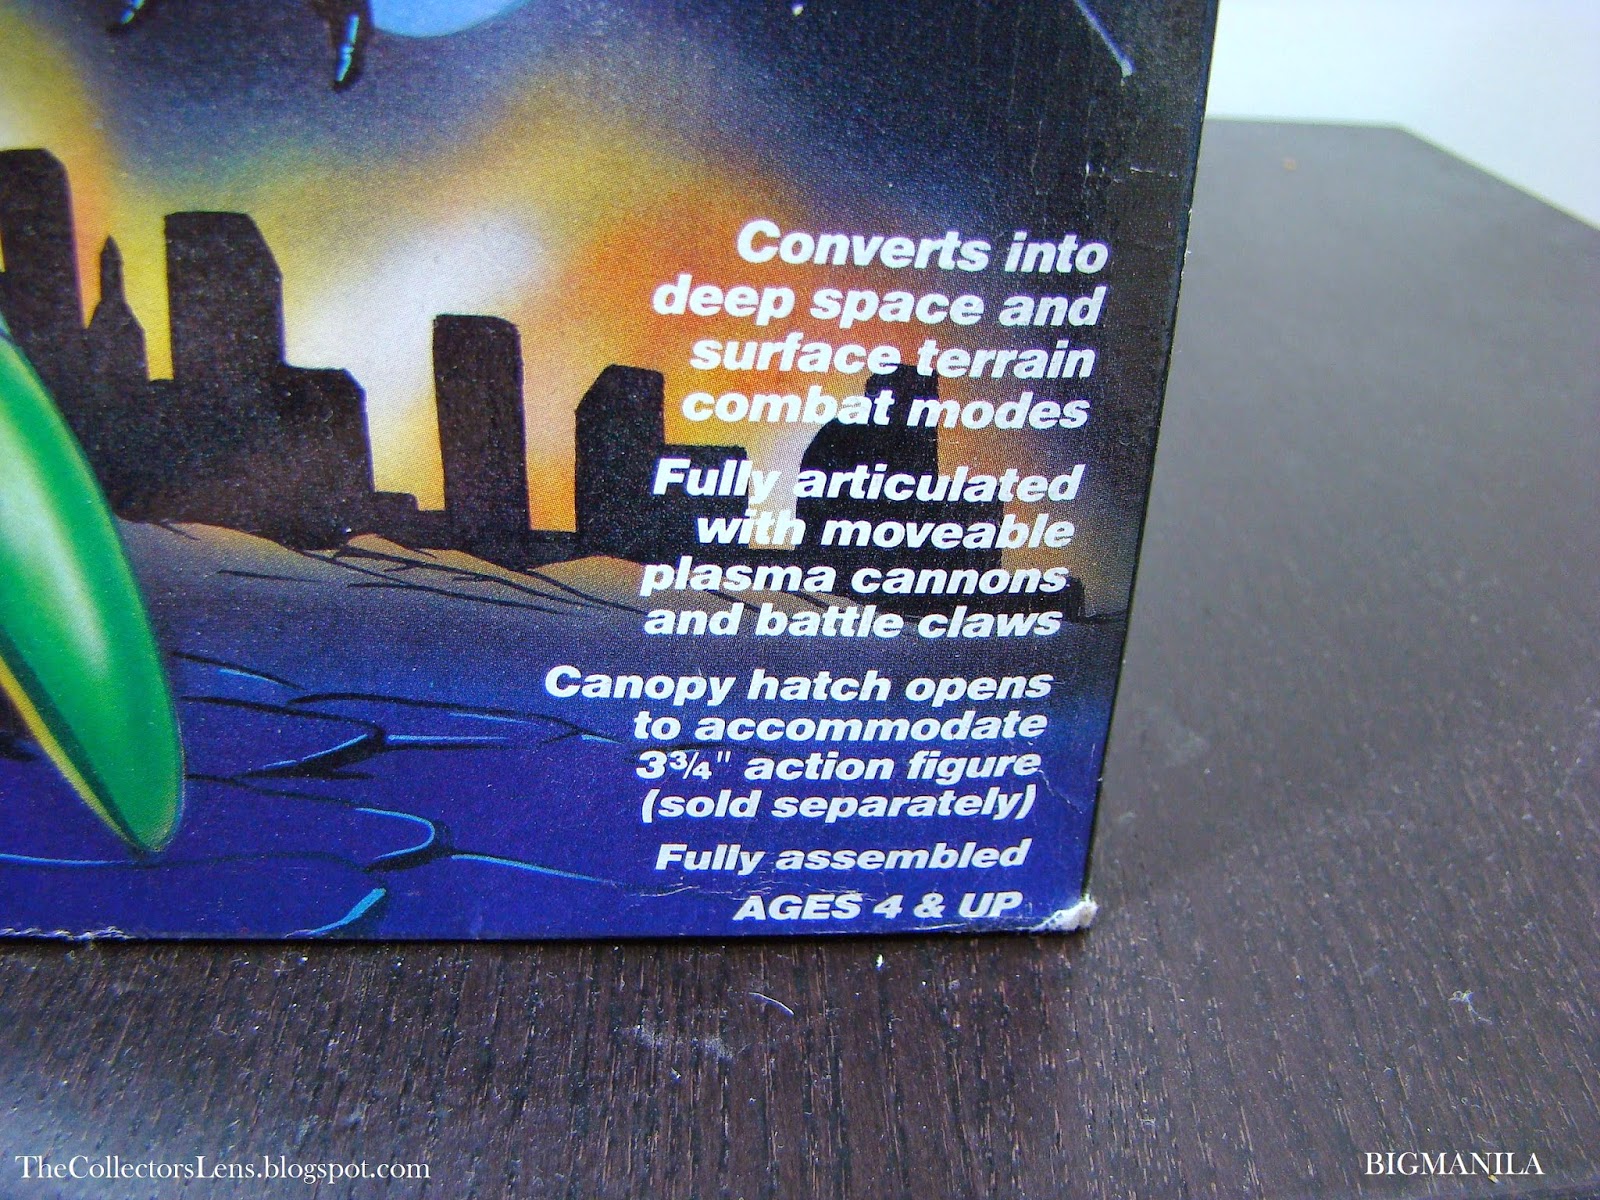 Converts into
deep space and
surface terrain
combat modes
Fully articulated
with moveable
plasma cannons
and battle claws
Canopy hatch opens
to accommodate
3¾" action figure
(sold separately)
Fully assembled
AGES 4 & UP
TheCollectorsLens.blogspot.com
BIGMANILA